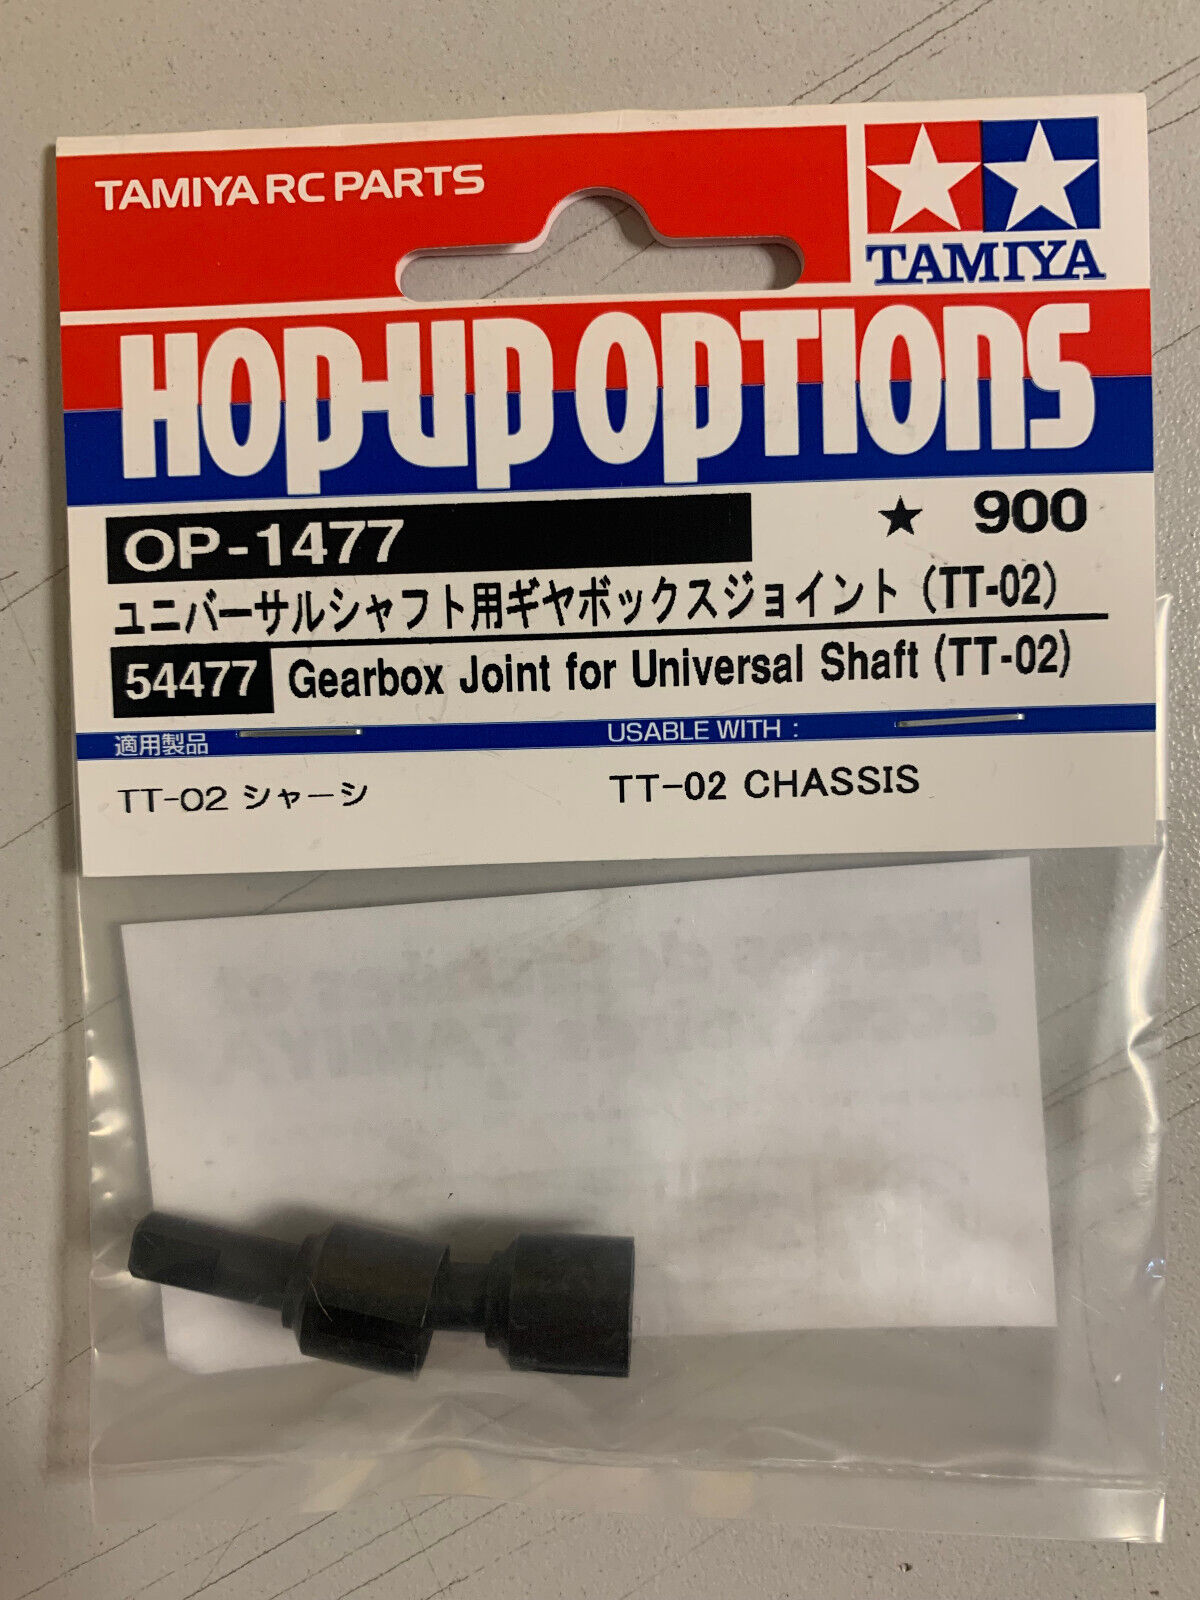 TAMIYA RC PARTS
TAMIYA
HOP-UP OPTIONS
OP-1477
★ 900
ユニバーサルシャフト用ギヤボックスジョイント (TT-02)
54477 Gearbox Joint for Universal Shaft (TT-02)
適用製品
USABLE WITH :
TT-02 シャーシ
TT-02 CHASSIS